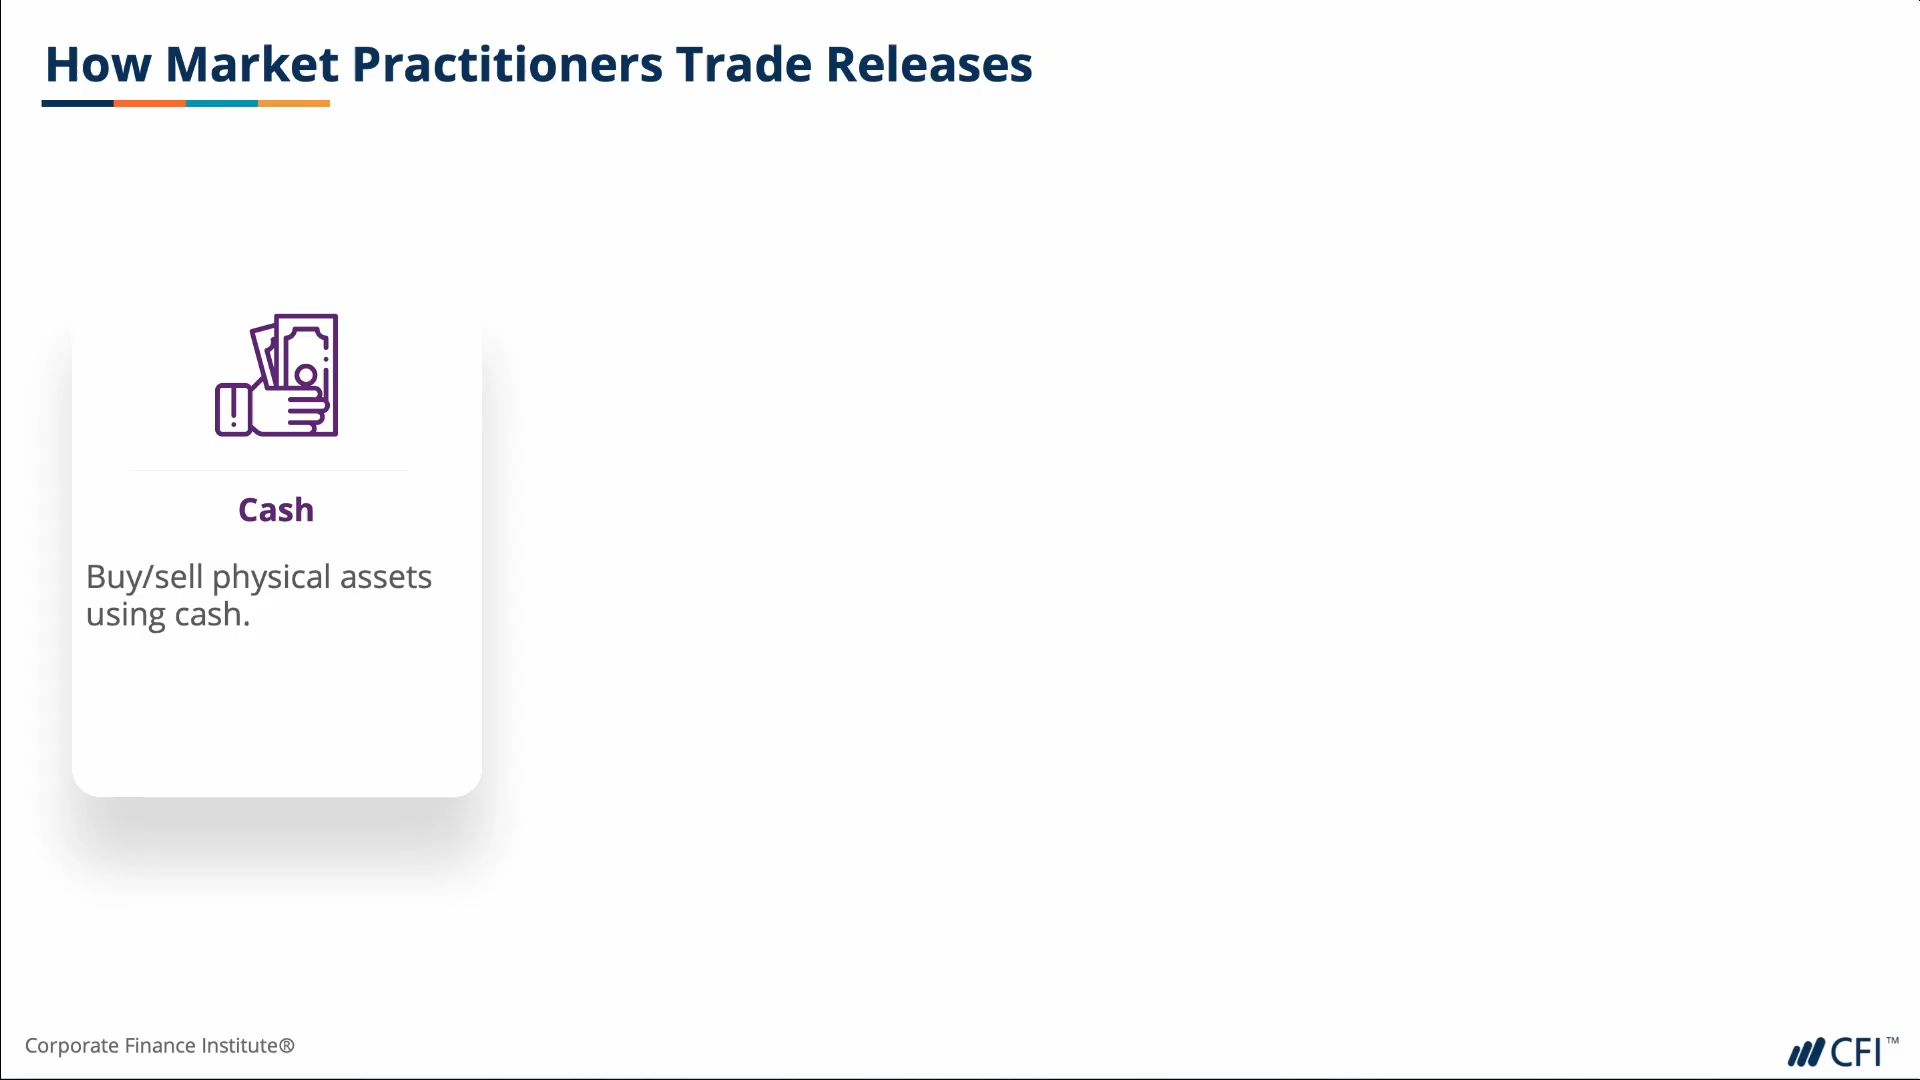 How Market Practitioners Trade Releases
Cash
Buy/sell physical assets
using cash.
Corporate Finance Institute®
CFI™